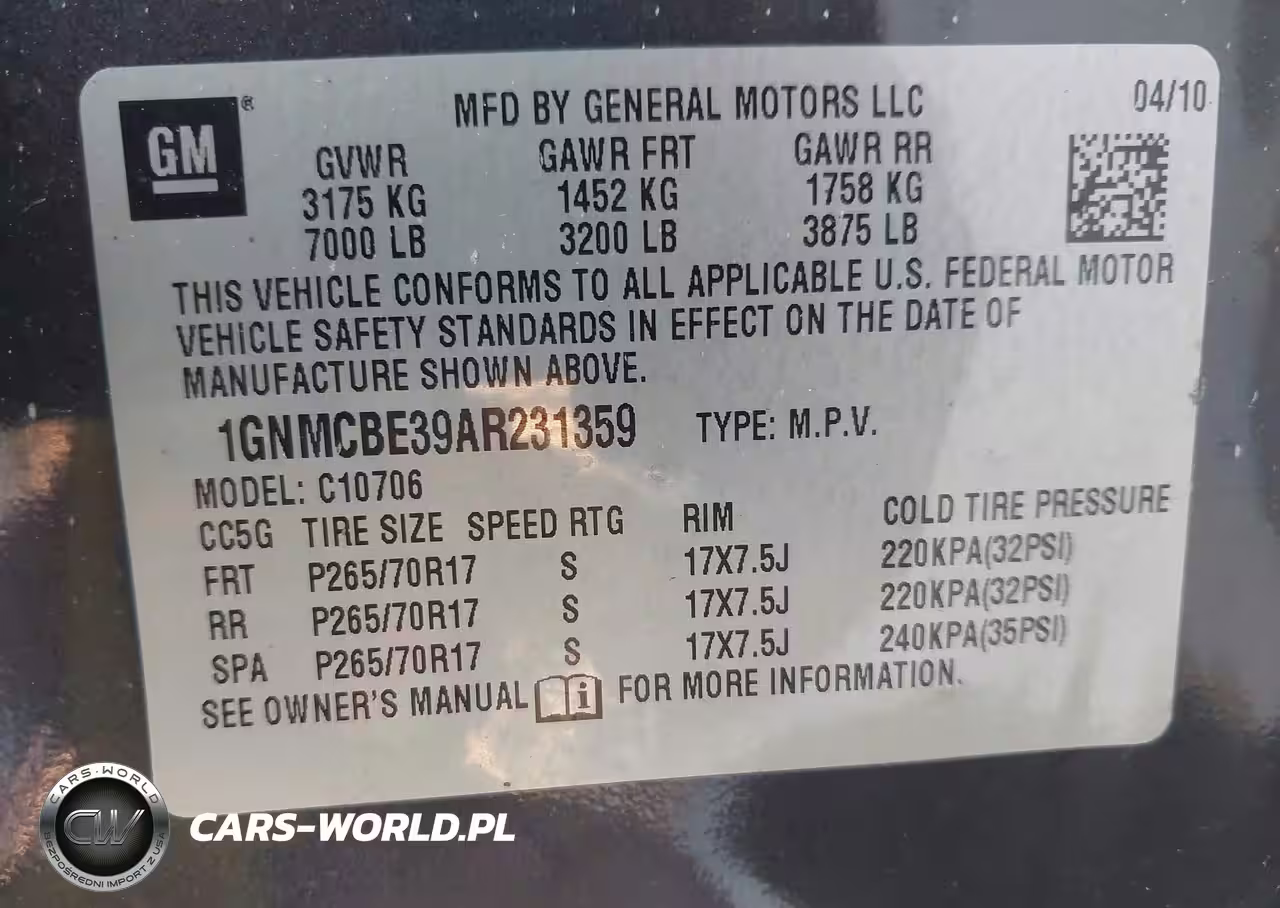 GM ® MFD BY GENERAL MOTORS LLC 04/10
GVWR GAWR FRT GAWR RR
3175 KG 1452 KG 1758 KG
7000 LB 3200 LB 3875 LB
THIS VEHICLE CONFORMS TO ALL APPLICABLE U.S. FEDERAL MOTOR
VEHICLE SAFETY STANDARDS IN EFFECT ON THE DATE OF
MANUFACTURE SHOWN ABOVE.
1GNMCBE39AR231359 TYPE: M.P.V.
MODEL: C10706
CC5G TIRE SIZE SPEED RTG RIM COLD TIRE PRESSURE
FRT P265/70R17 S 17X7.5J 220KPA(32PSI)
RR P265/70R17 S 17X7.5J 220KPA(32PSI)
SPA P265/70R17 S 17X7.5J 240KPA(35PSI)
SEE OWNER'S MANUAL i FOR MORE INFORMATION.
CARS-WORLD
CW
BEZPOŚREDNI IMPORT Z USA
CARS-WORLD.PL